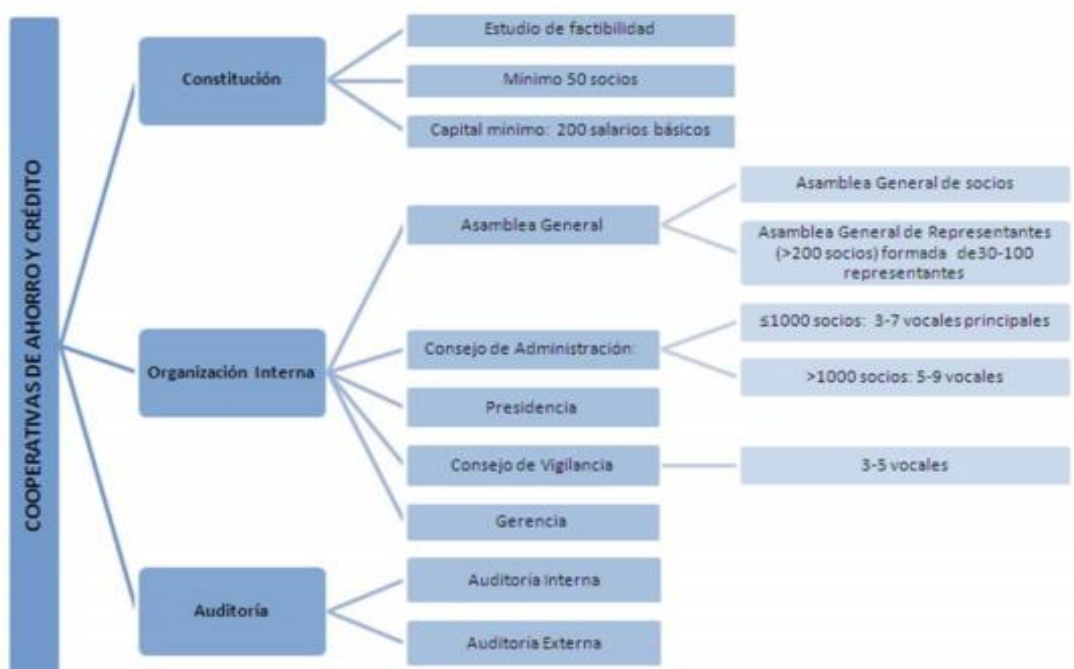 COOPERATIVAS DE AHORRO Y CRÉDITO
Constitución
Estudio de factibilidad
Mínimo 50 socios
Capital mínimo: 200 salarios básicos
Organización Interna
Asamblea General
Asamblea General de socios
Asamblea General de Representantes
(>200 socios) formada de30-100
representantes
Consejo de Administración:
≤1000 socios: 3-7 vocales principales
>1000 socios: 5-9 vocales
Presidencia
Consejo de Vigilancia
3-5 vocales
Gerencia
Auditoría
Auditoría Interna
Auditoría Externa